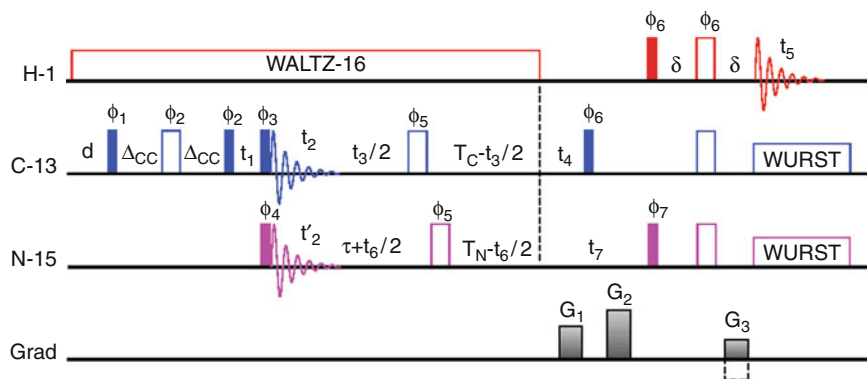 ϕ6 ϕ6
H-1 WALTZ-16 δ δ t5
ϕ1 ϕ2 ϕ2 ϕ3 ϕ5 ϕ6
C-13 d ΔCC ΔCC t1 t2 t3/2 TC-t3/2 t4 WURST
ϕ4 ϕ5 ϕ7
N-15 t'2 τ+t6/2 TN-t6/2 t7 WURST
Grad G1 G2 G3